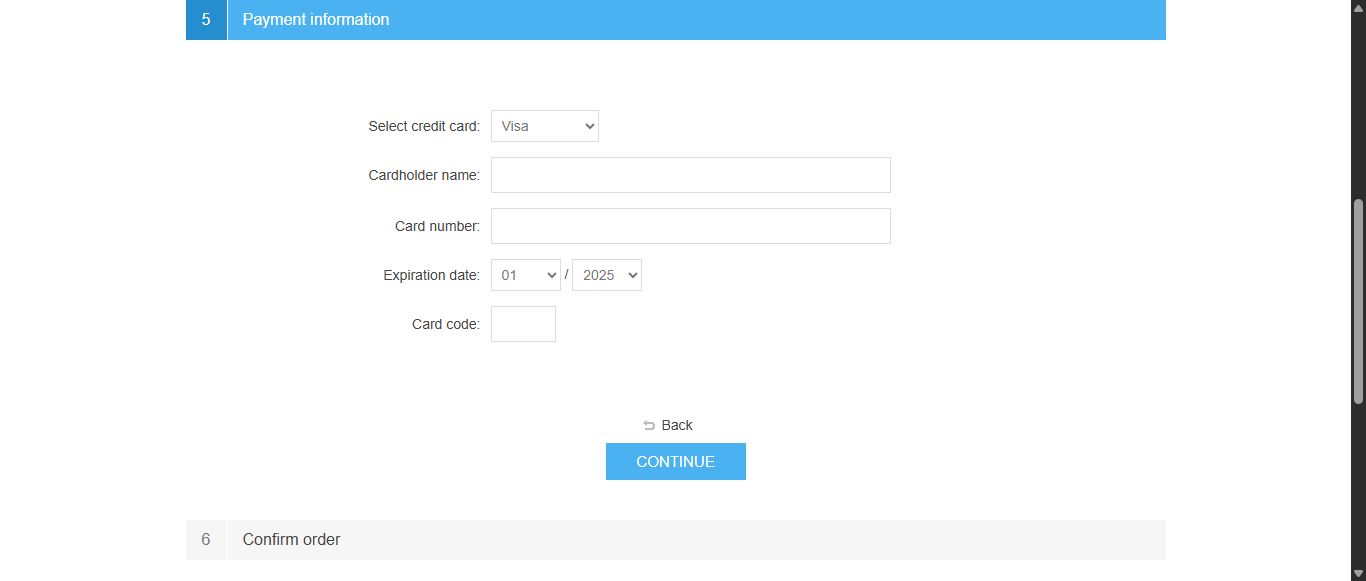 5 Payment information
Select credit card: Visa
Cardholder name:
Card number:
Expiration date: 01 / 2025
Card code:
Back
CONTINUE
6 Confirm order